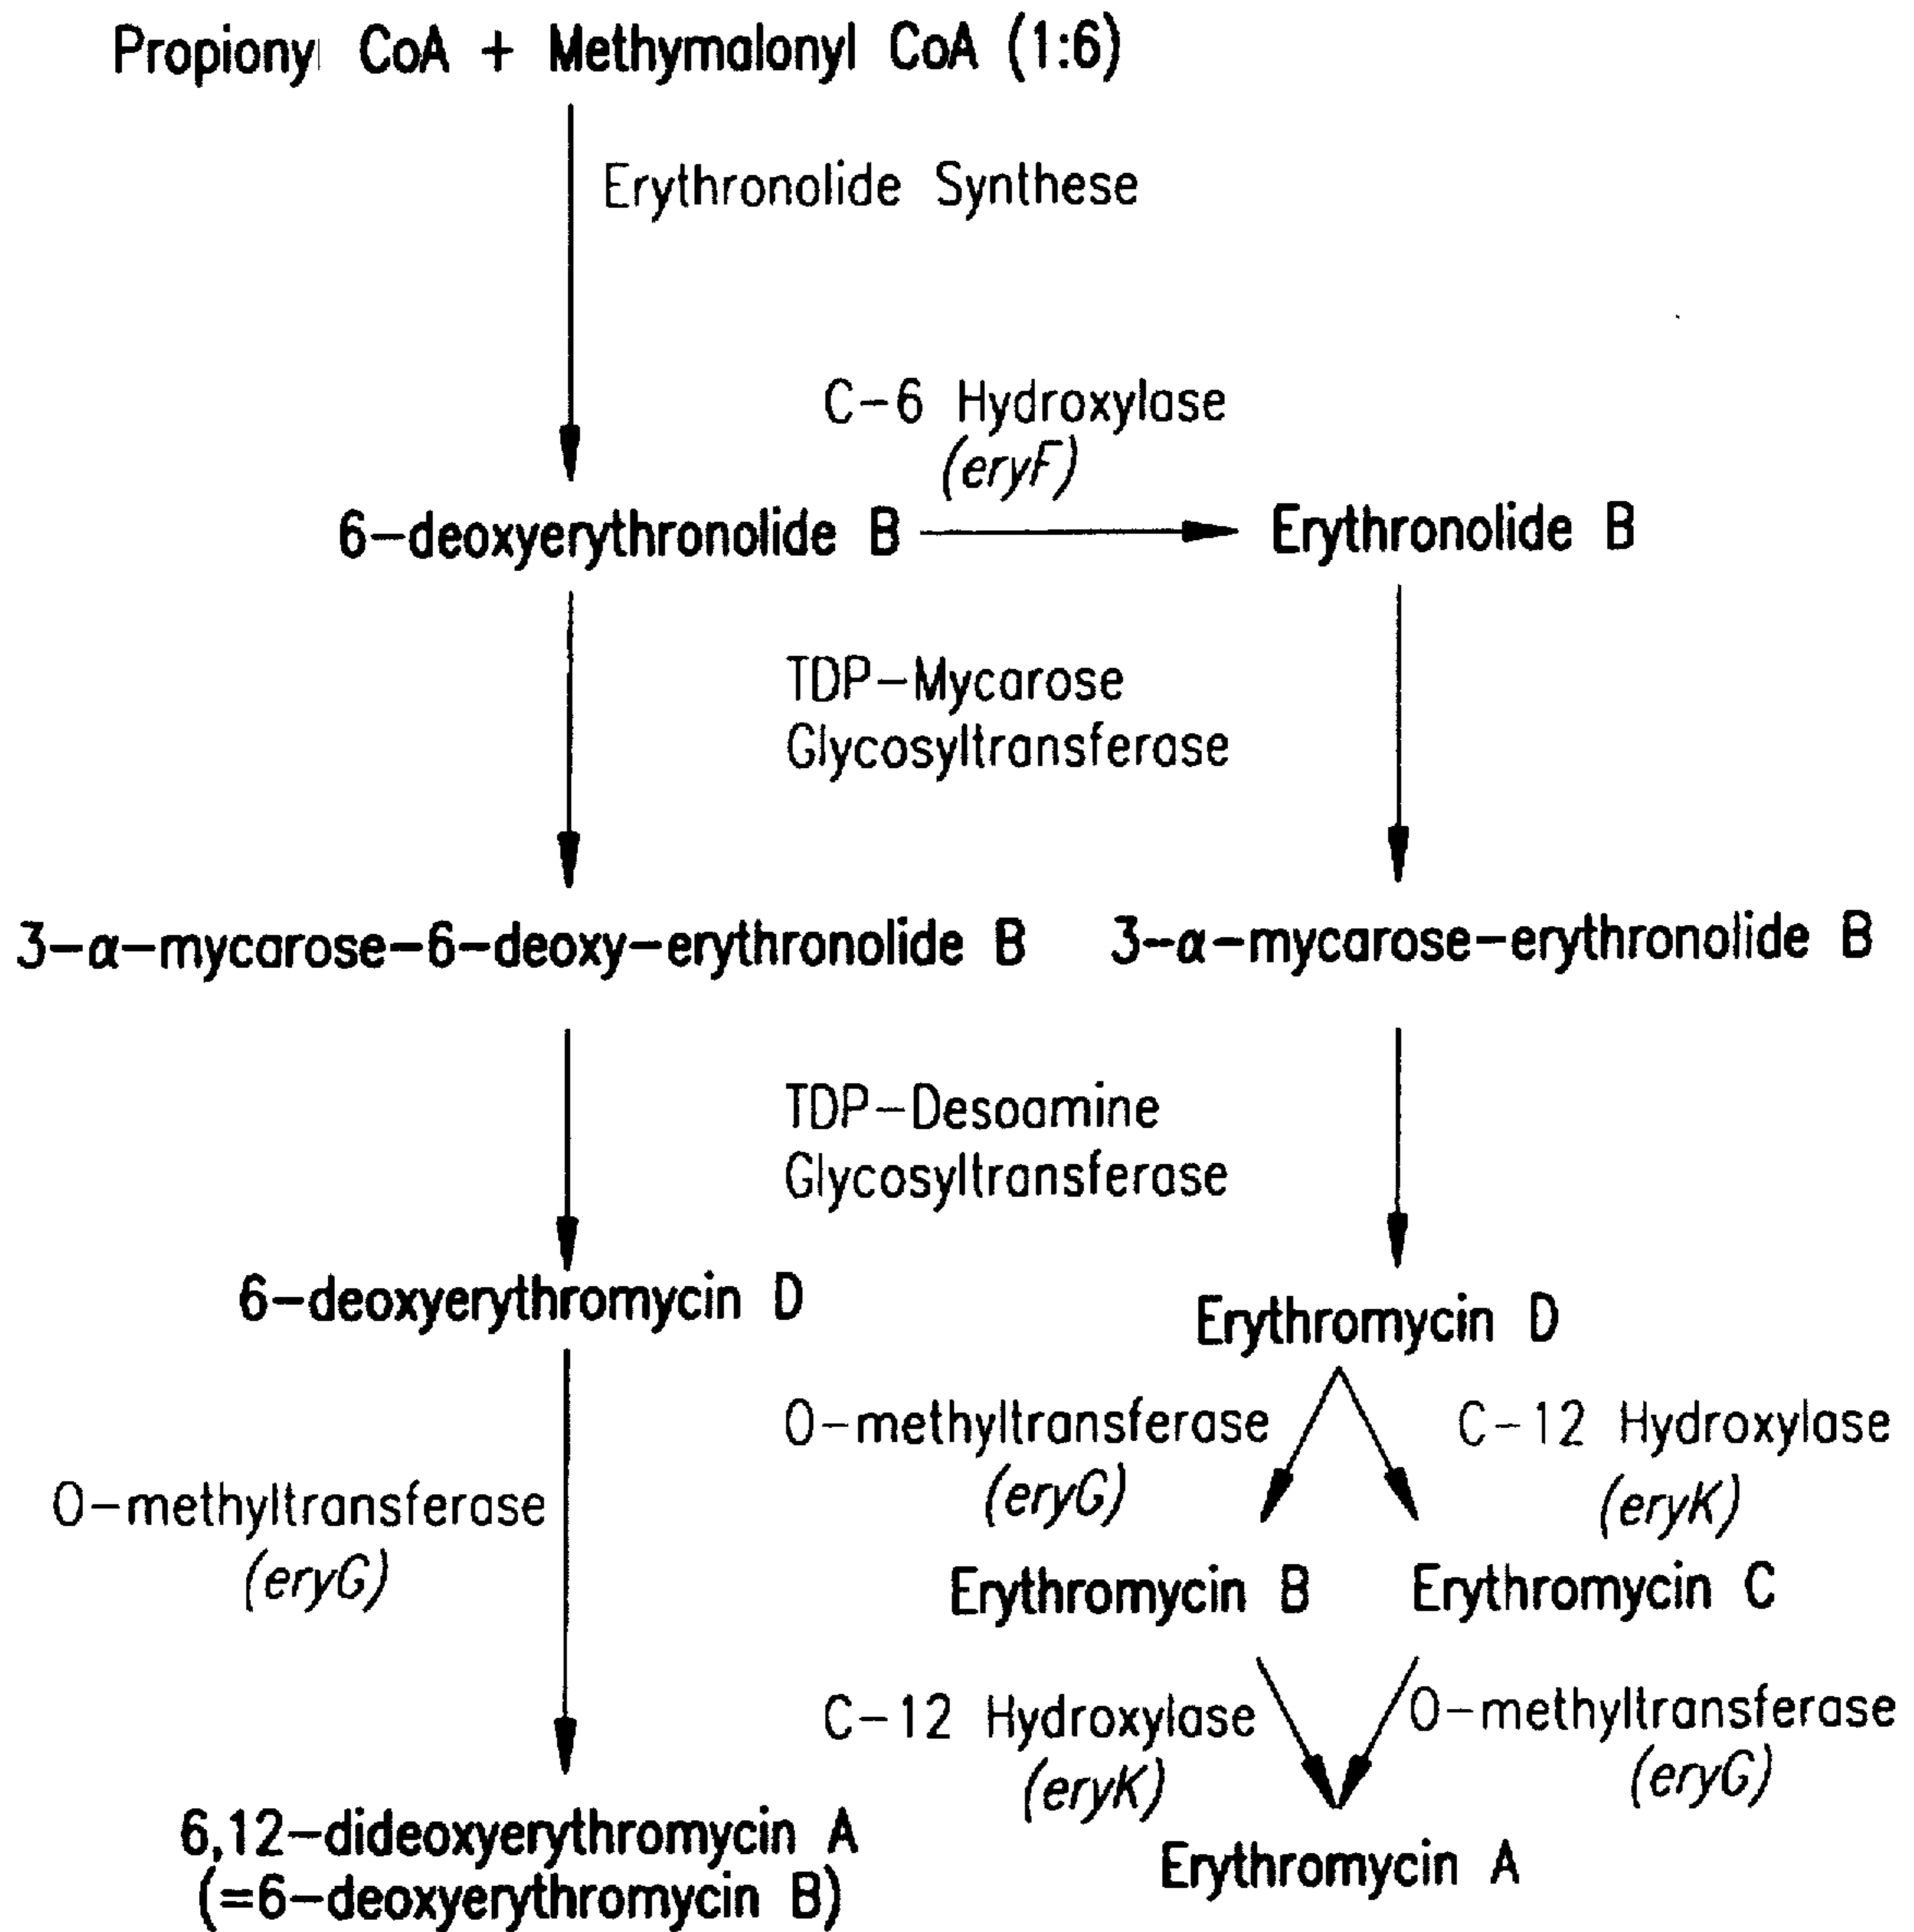 Propionyl CoA + Methymalonyl CoA (1:6)
Erythronolide Synthese
C-6 Hydroxylase
(eryF)
6-deoxyerythronolide B
Erythronolide B
TDP-Mycarose
Glycosyltransferase
3-α-mycarose-6-deoxy-erythronolide B
3-α-mycarose-erythronolide B
TDP-Desoamine
Glycosyltransferase
6-deoxyerythromycin D
Erythromycin D
O-methyltransferase
(eryG)
C-12 Hydroxylase
(eryK)
O-methyltransferase
(eryG)
Erythromycin B
Erythromycin C
C-12 Hydroxylase
(eryK)
O-methyltransferase
(eryG)
6,12-dideoxyerythromycin A
(=6-deoxyerythromycin B)
Erythromycin A